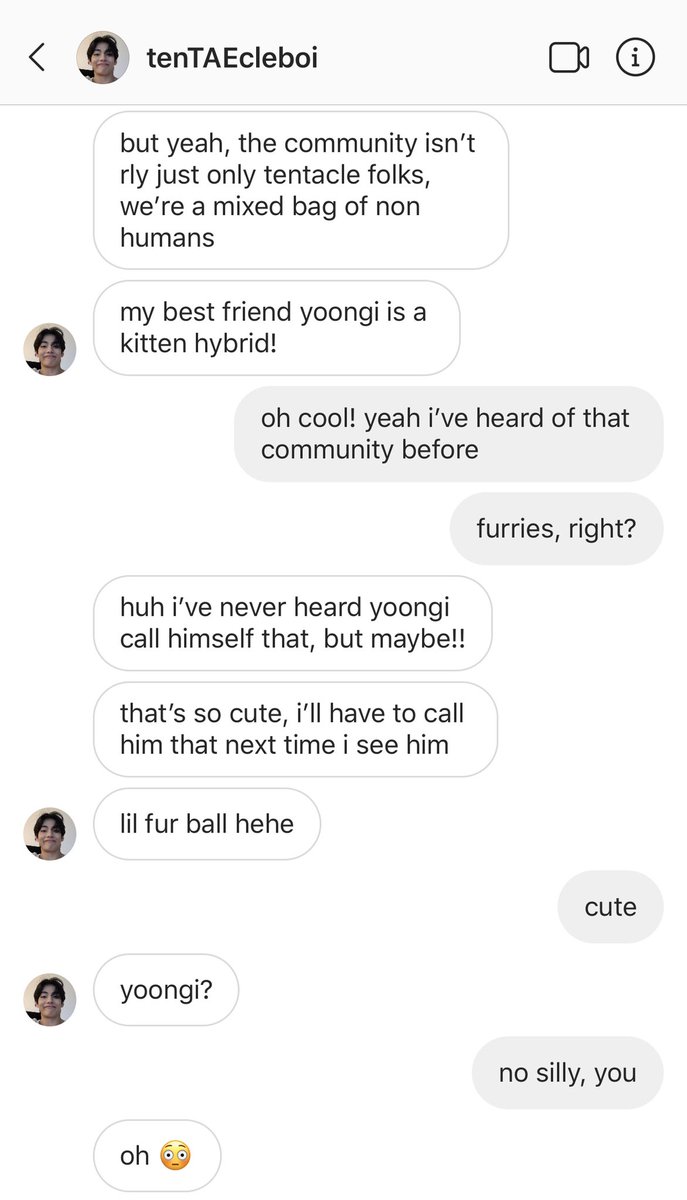 tenTAEcleboi
but yeah, the community isn’t
rly just only tentacle folks,
we’re a mixed bag of non
humans
my best friend yoongi is a
kitten hybrid!
oh cool! yeah i’ve heard of that
community before
furries, right?
huh i’ve never heard yoongi
call himself that, but maybe!!
that’s so cute, i’ll have to call
him that next time i see him
lil fur ball hehe
cute
yoongi?
no silly, you
oh 😳